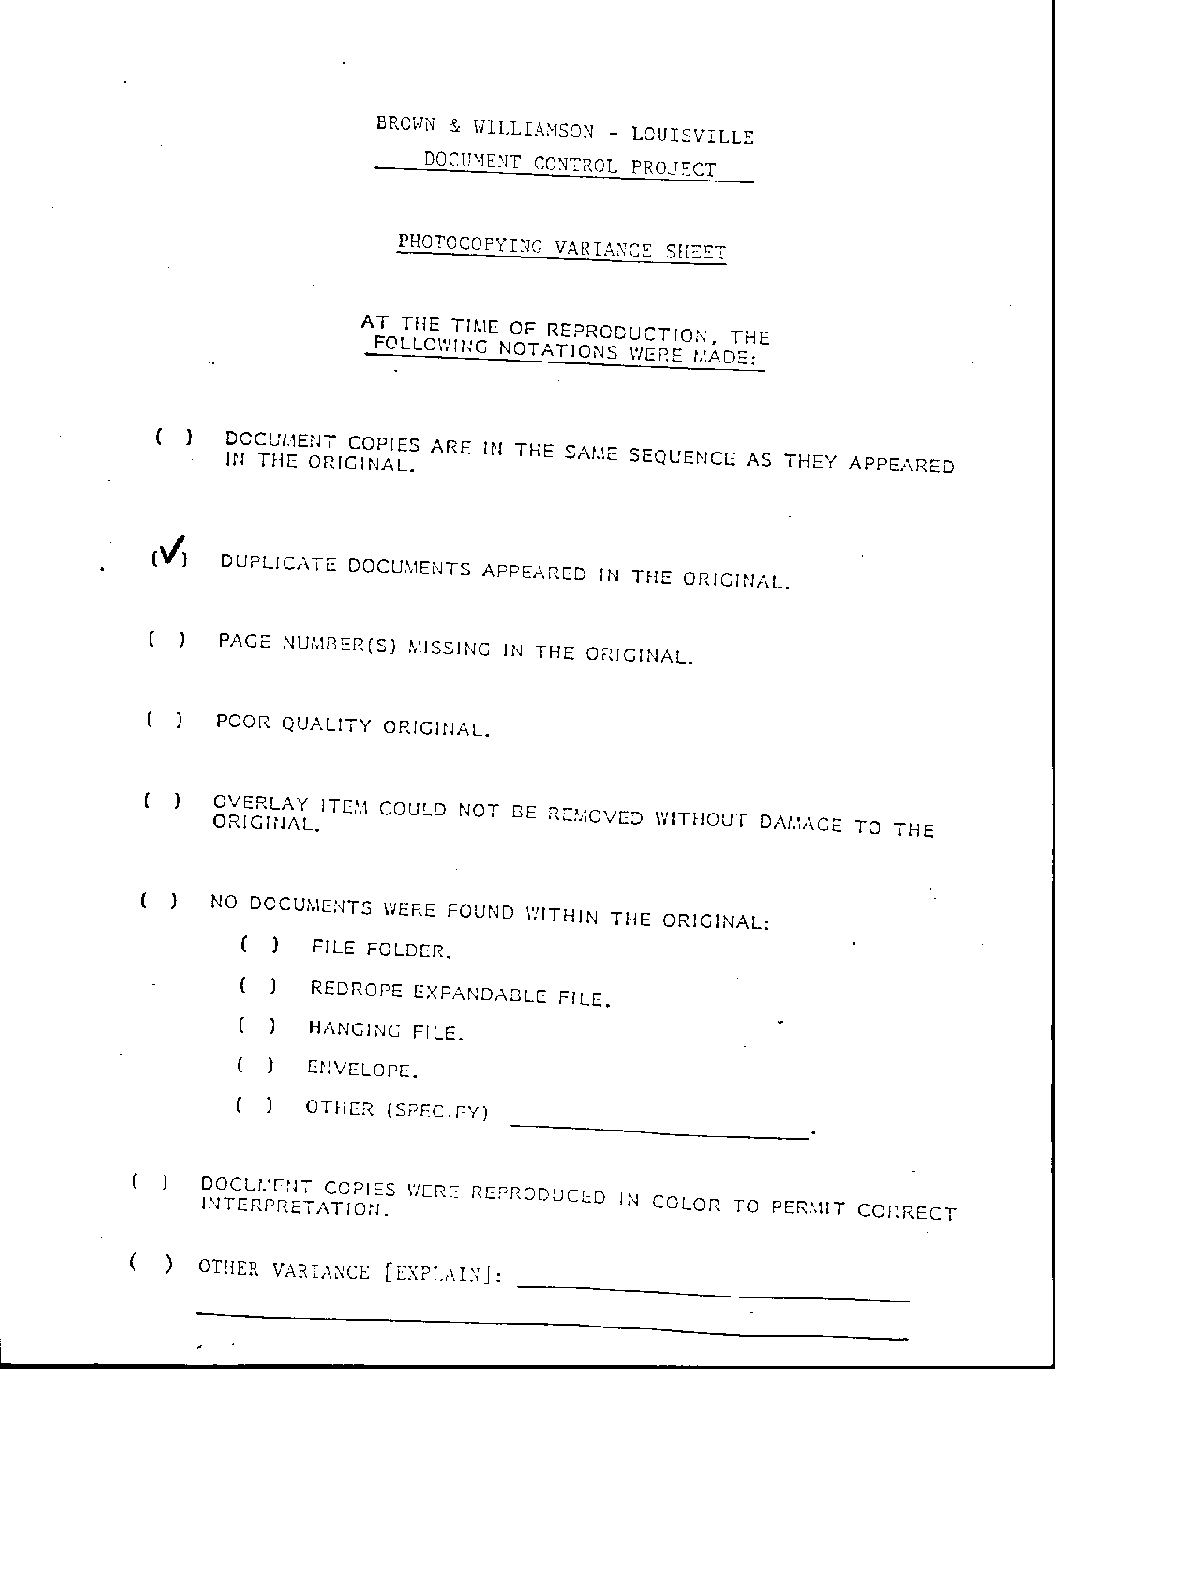 BROWN & WILLIAMSON - LOUISVILLE
DOCUMENT CONTROL PROJECT
PHOTOCOPYING VARIANCE SHEET
AT THE TIME OF REPRODUCTION, THE
FOLLOWING NOTATIONS WERE MADE:
( ) DOCUMENT COPIES ARE IN THE SAME SEQUENCE AS THEY APPEARED
IN THE ORIGINAL.
(✓) DUPLICATE DOCUMENTS APPEARED IN THE ORIGINAL.
( ) PAGE NUMBER(S) MISSING IN THE ORIGINAL.
( ) POOR QUALITY ORIGINAL.
( ) OVERLAY ITEM COULD NOT BE REMOVED WITHOUT DAMAGE TO THE
ORIGINAL.
( ) NO DOCUMENTS WERE FOUND WITHIN THE ORIGINAL:
( ) FILE FOLDER.
( ) REDROPE EXPANDABLE FILE.
( ) HANGING FILE.
( ) ENVELOPE.
( ) OTHER (SPECIFY)
( ) DOCUMENT COPIES WERE REPRODUCED IN COLOR TO PERMIT CORRECT
INTERPRETATION.
( ) OTHER VARIANCE [EXPLAIN]: